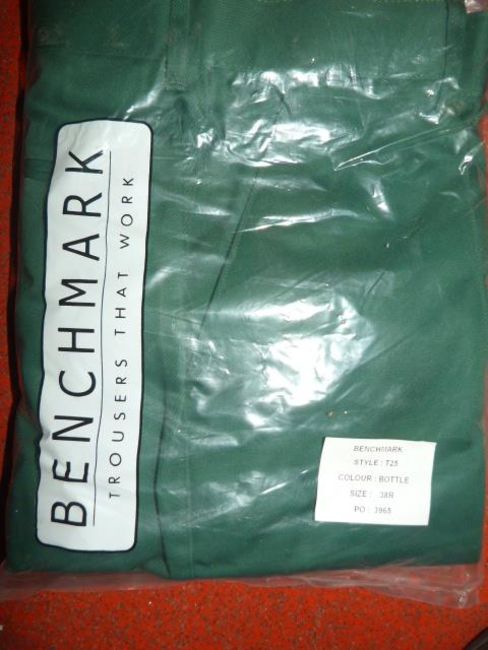 BENCHMARK
TROUSERS THAT WORK
BENCHMARK
STYLE : T25
COLOUR : BOTTLE
SIZE : 38R
PO : 3965